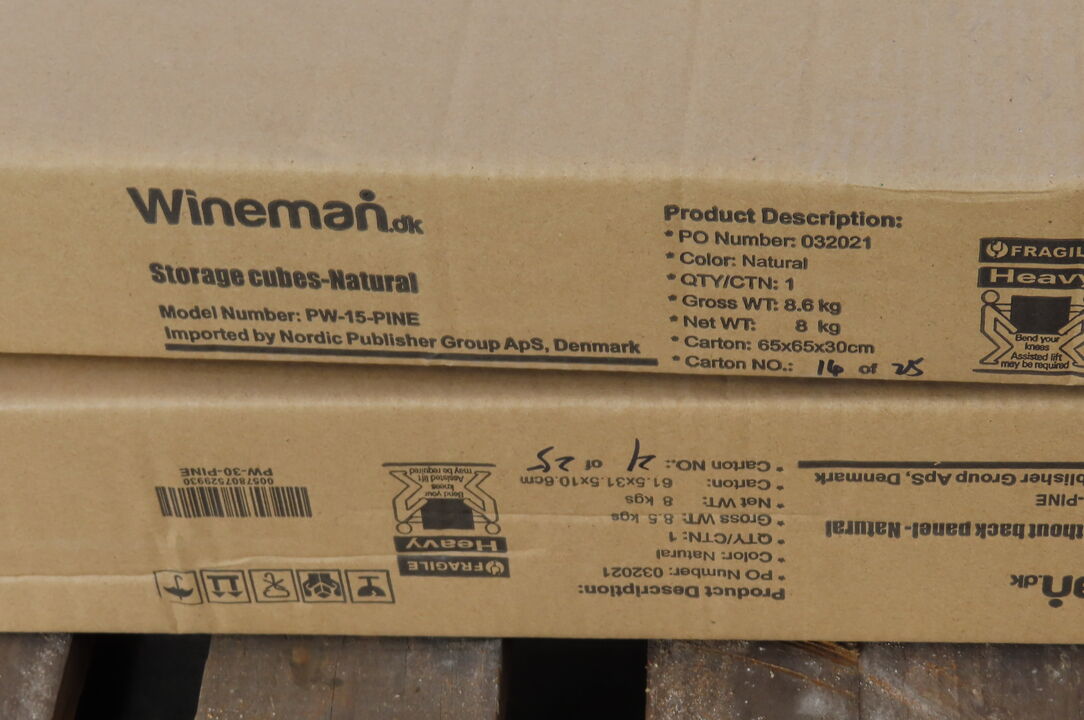 Wineman.dk
Storage cubes-Natural
Model Number: PW-15-PINE
Imported by Nordic Publisher Group ApS, Denmark
Product Description:
* PO Number: 032021
* Color: Natural
* QTY/CTN: 1
* Gross WT: 8.6 kg
* Net WT: 8 kg
* Carton: 65x65x30cm
* Carton NO.: 14 of 25
FRAGIL
Heavy
Bend your
knees
Assisted lift
may be required
an.dk
thout back panel- Natural
-PINE
blisher Group ApS, Denmark
Product Description:
* PO Number: 032021
* Color: Natural
* QTY/CTN: 1
* Gross WT: 8.5 kgs
* Net WT: 8 kgs
* Carton: 61.5x31.5x10.6cm
* Carton NO.: 4 of 25
FRAGILE
Heavy
Bend your
knees
Assisted lift
may be required
0057807529930
PW-30-PINE